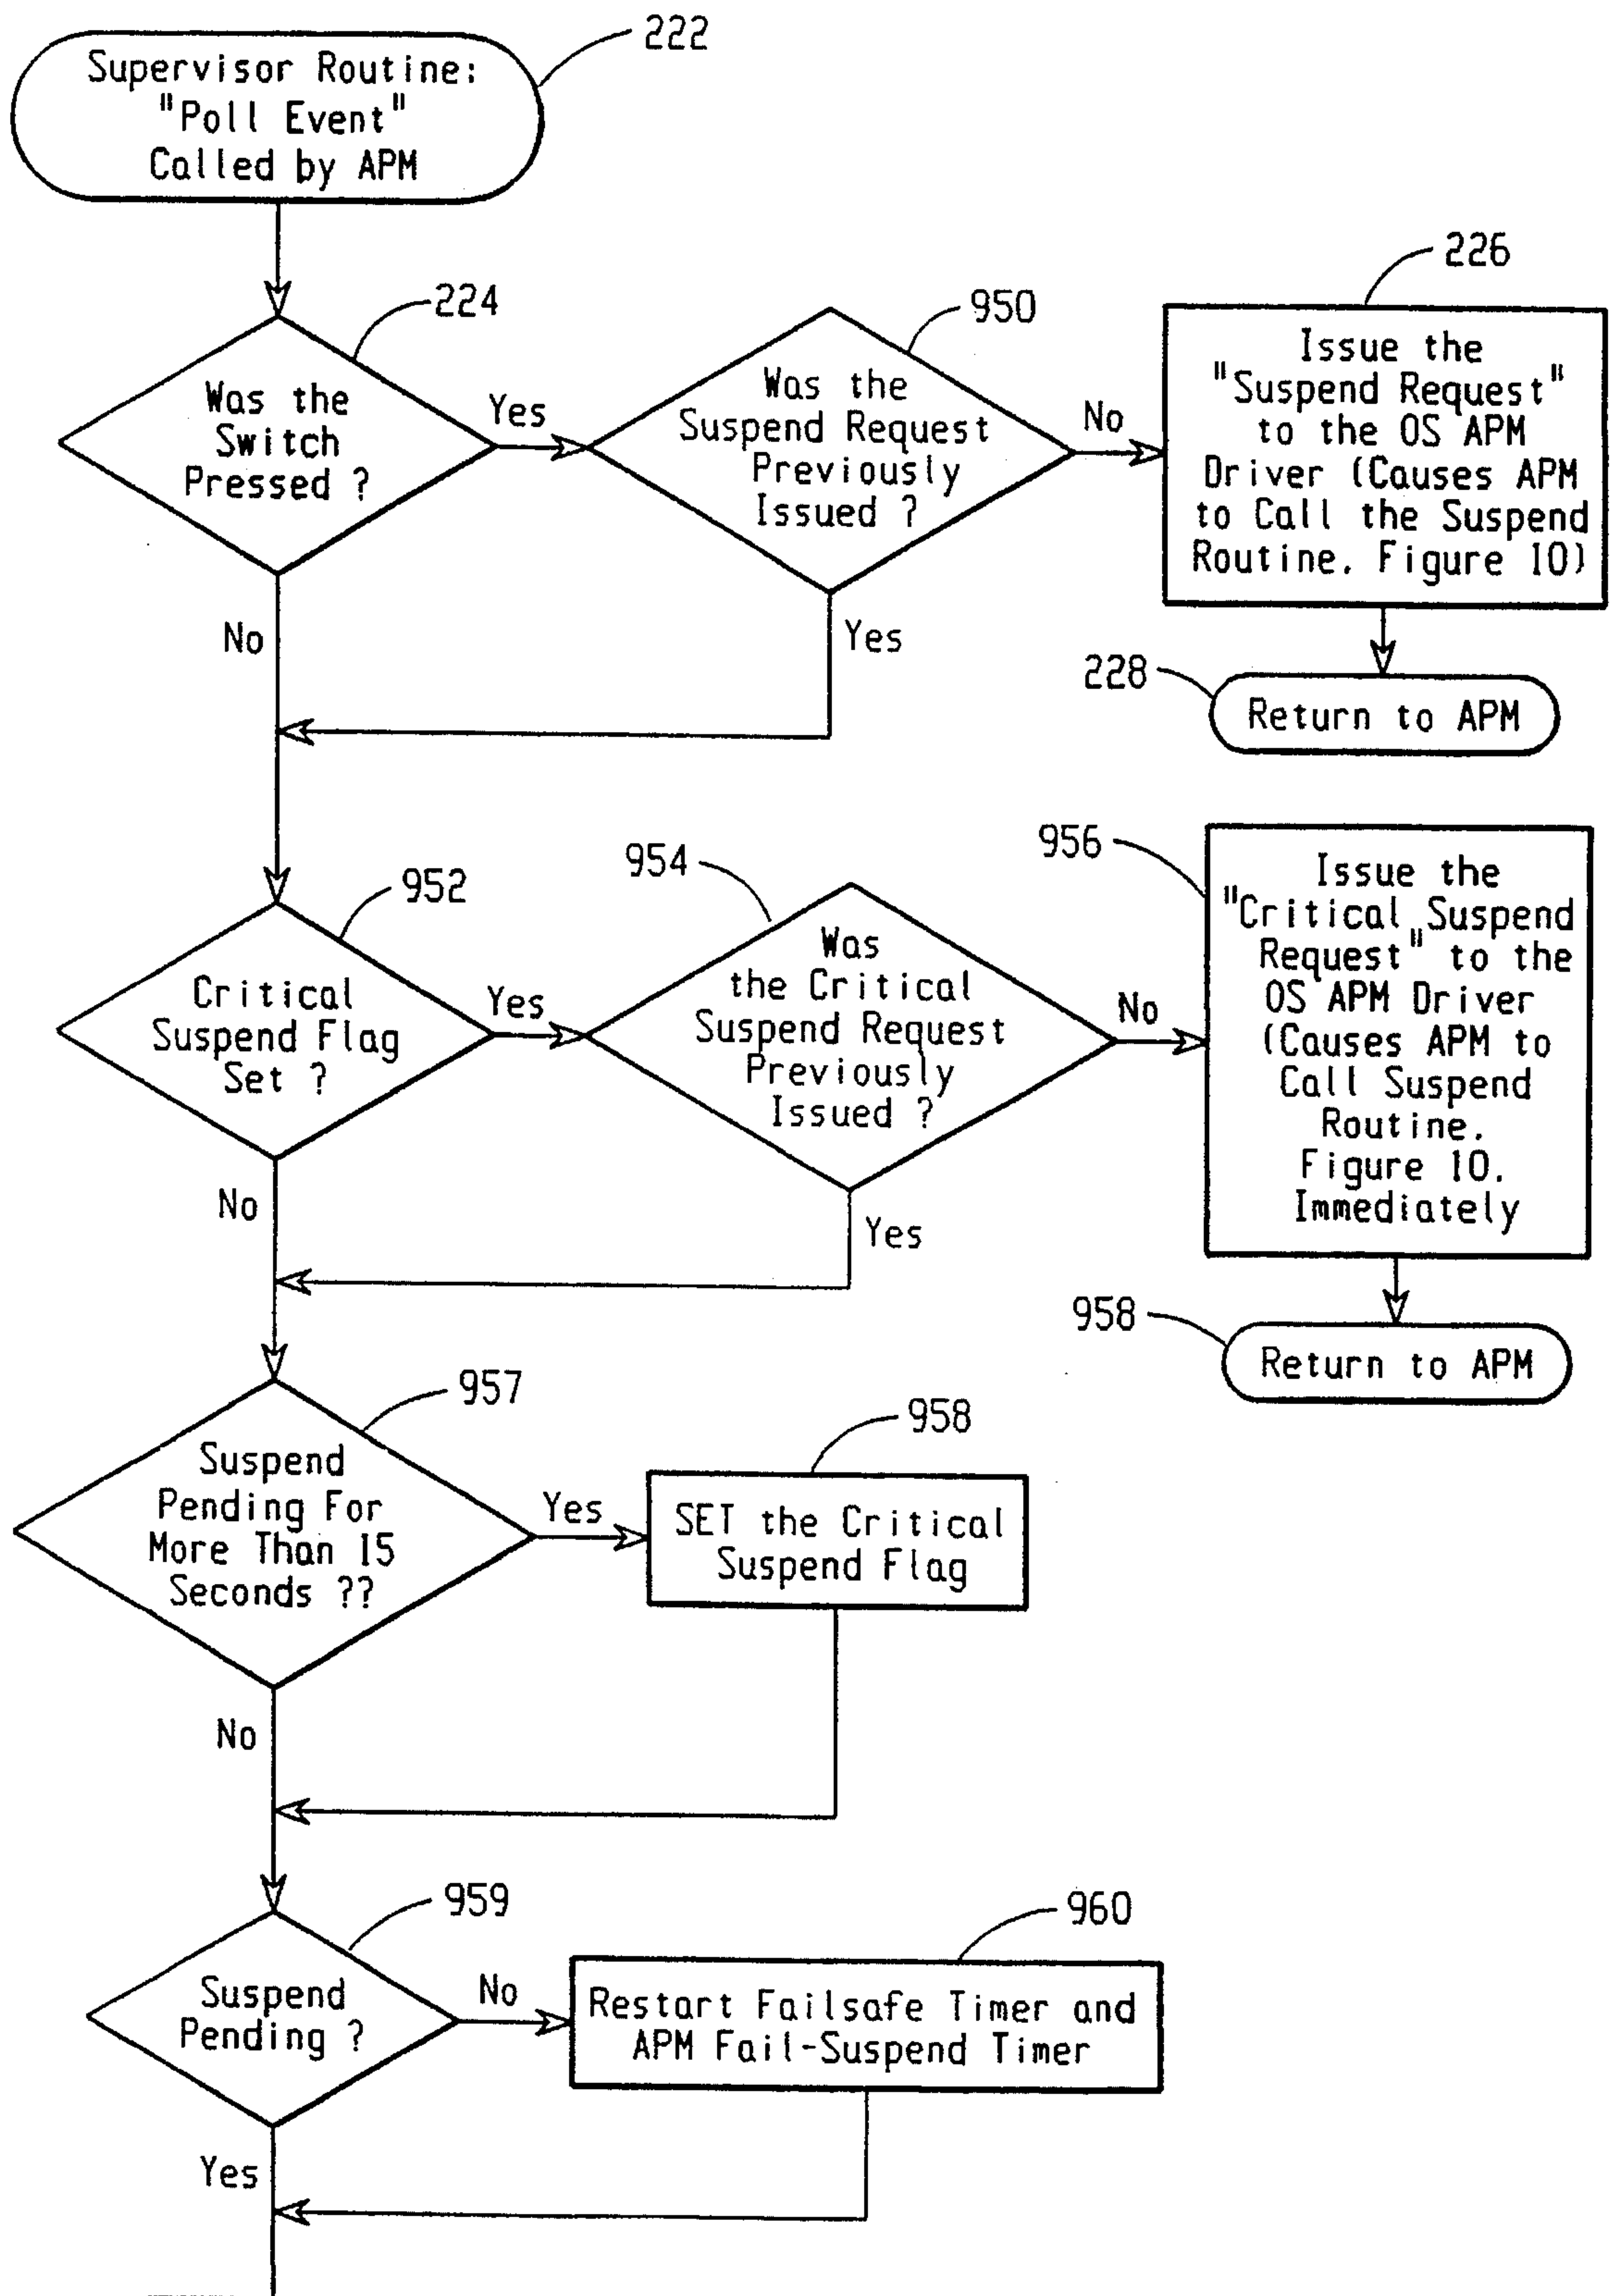 222
Supervisor Routine:
"Poll Event"
Called by APM
224
Was the
Switch
Pressed ?
Yes
No
950
Was the
Suspend Request
Previously
Issued ?
No
Yes
226
Issue the
"Suspend Request"
to the OS APM
Driver (Causes APM
to Call the Suspend
Routine. Figure 10)
228
Return to APM
952
Critical
Suspend Flag
Set ?
Yes
No
954
Was
the Critical
Suspend Request
Previously
Issued ?
No
Yes
956
Issue the
"Critical Suspend
Request" to the
OS APM Driver
(Causes APM to
Call Suspend
Routine.
Figure 10.
Immediately
958
Return to APM
957
Suspend
Pending For
More Than 15
Seconds ??
Yes
No
958
SET the Critical
Suspend Flag
959
Suspend
Pending ?
No
Yes
960
Restart Failsafe Timer and
APM Fail-Suspend Timer